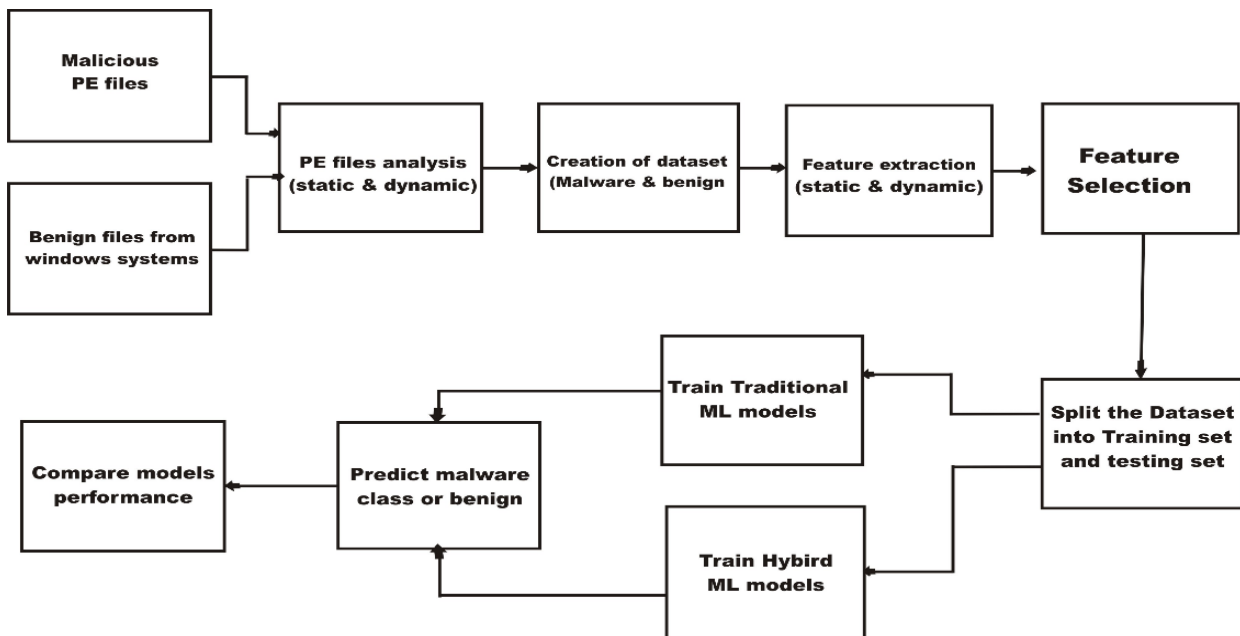 Malicious
PE files
Benign files from
windows systems
PE files analysis
(static & dynamic)
Creation of dataset
(Malware & benign
Feature extraction
(static & dynamic)
Feature
Selection
Split the Dataset
into Training set
and testing set
Train Traditional
ML models
Train Hybird
ML models
Predict malware
class or benign
Compare models
performance